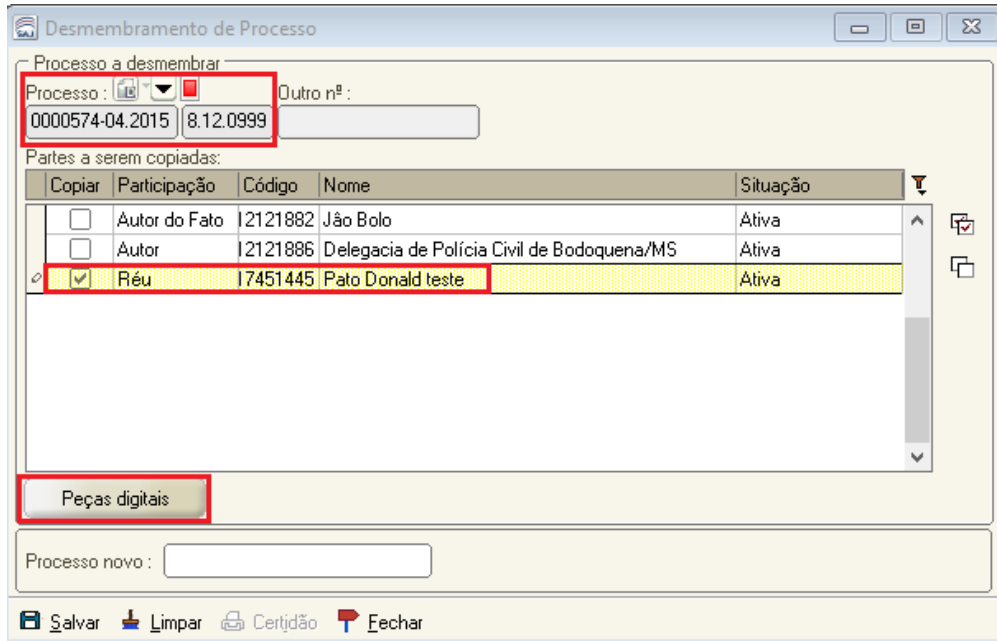 SAJ Desmembramento de Processo
Processo a desmembrar
Processo : Outro nº :
0000574-04.2015 8.12.0999
Partes a serem copiadas:
Copiar Participação Código Nome Situação
Autor do Fato 12121882 Jâo Bolo Ativa
Autor 12121886 Delegacia de Polícia Civil de Bodoquena/MS Ativa
Réu 17451445 Pato Donald teste Ativa
Peças digitais
Processo novo :
Salvar Limpar Certidão Fechar